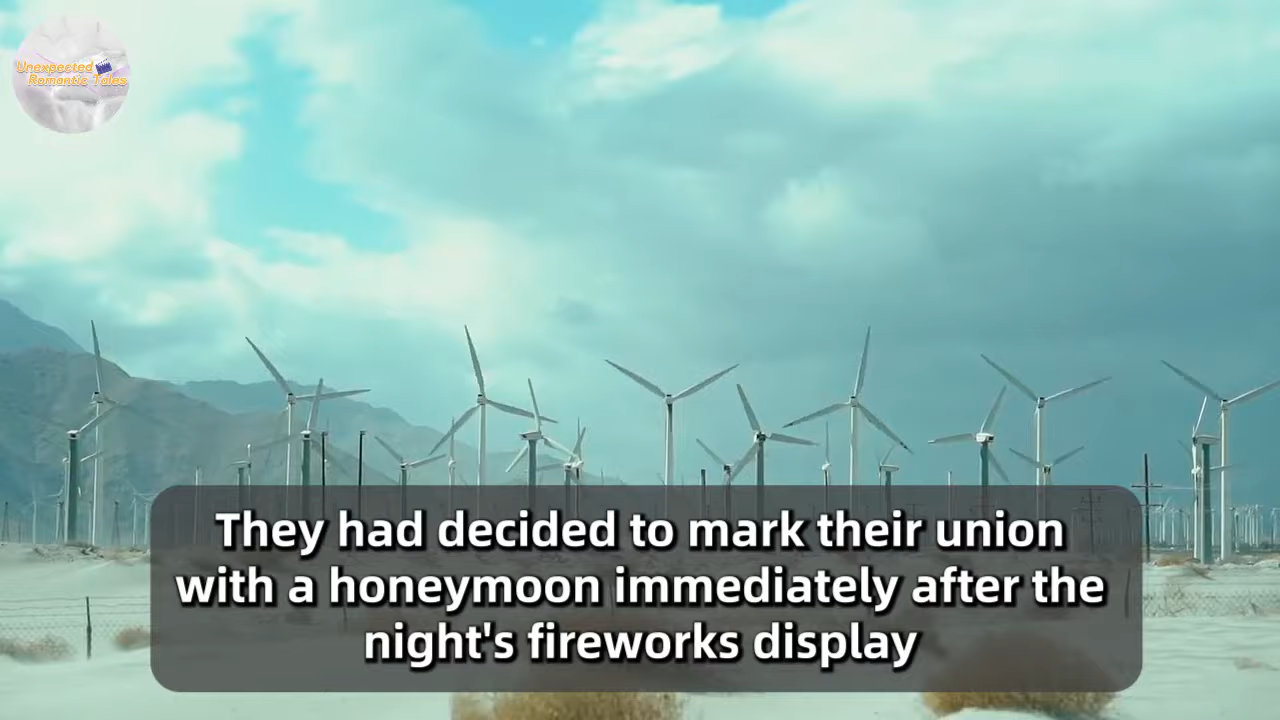 Unexpected
Romantic Tales
They had decided to mark their union
with a honeymoon immediately after the
night's fireworks display